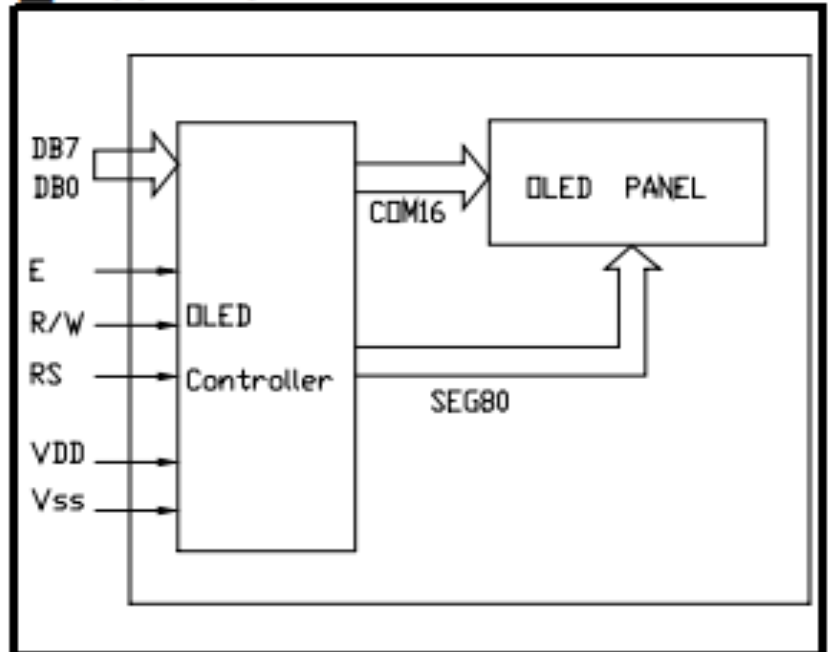 DB7
DB0
E
R/W
RS
VDD
Vss
OLED
Controller
COM16
SEG80
OLED PANEL